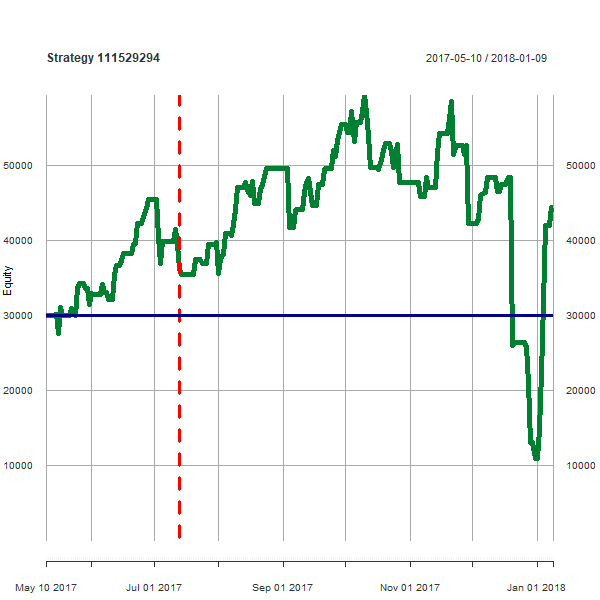 Strategy 111529294
2017-05-10 / 2018-01-09
50000
50000
40000
40000
Equity
30000
30000
20000
20000
10000
10000
May 10 2017
Jul 01 2017
Sep 01 2017
Nov 01 2017
Jan 01 2018